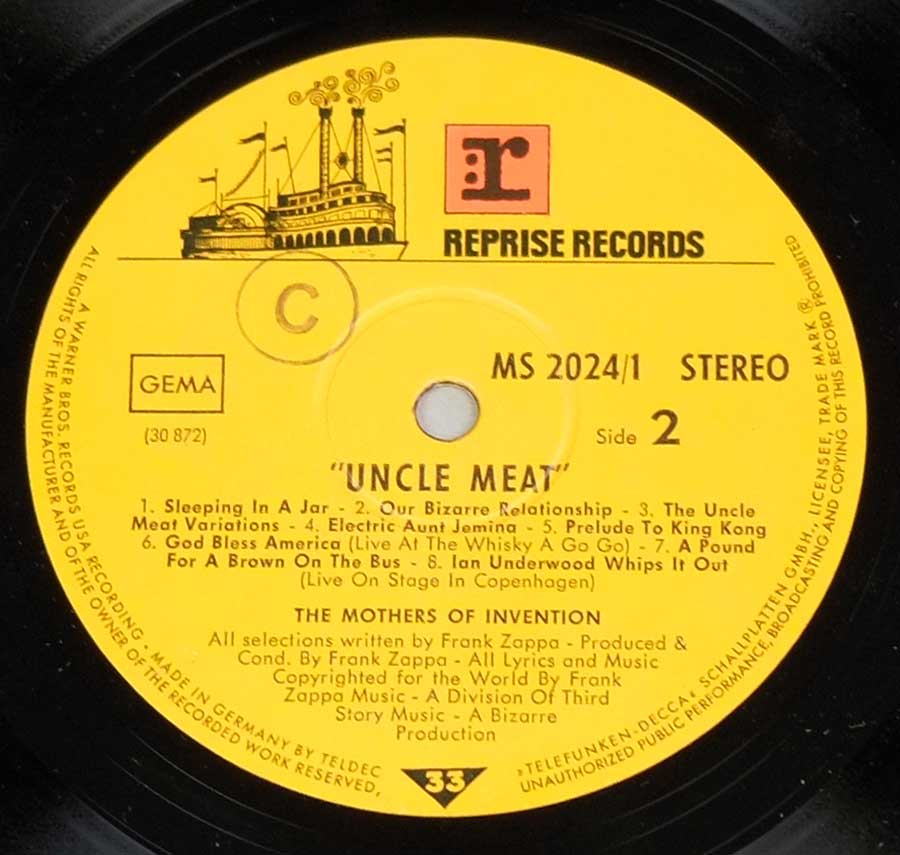 r
REPRISE RECORDS
C
GEMA
(30 872)
MS 2024/1 STEREO
Side 2
"UNCLE MEAT"
1. Sleeping In A Jar - 2. Our Bizarre Relationship - 3. The Uncle
Meat Variations - 4. Electric Aunt Jemina - 5. Prelude To King Kong
6. God Bless America (Live At The Whisky A Go Go) - 7. A Pound
For A Brown On The Bus - 8. Ian Underwood Whips It Out
(Live On Stage In Copenhagen)
THE MOTHERS OF INVENTION
All selections written by Frank Zappa - Produced &
Cond. By Frank Zappa - All Lyrics and Music
Copyrighted for the World By Frank
Zappa Music - A Division Of Third
Story Music - A Bizarre
Production
33
A WARNER BROS. RECORDS USA RECORDING • MADE IN GERMANY BY TELDEC
»TELEFUNKEN-DECCA« SCHALLPLATTEN GMBH., LICENSEE, TRADE MARK ®
ALL RIGHTS OF THE MANUFACTURER AND OF THE OWNER OF THE RECORDED WORK RESERVED,
UNAUTHORIZED PUBLIC PERFORMANCE, BROADCASTING AND COPYING OF THIS RECORD PROHIBITED